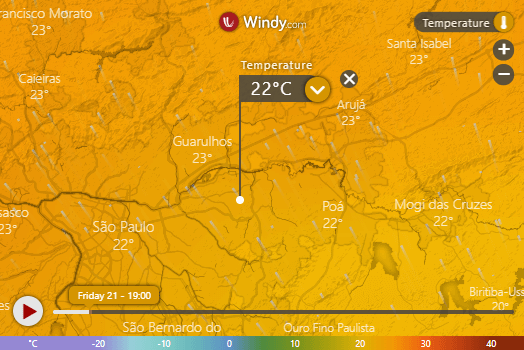 rancisco Morato
23°
Windy.com
Temperature
Santa Isabel
23°
Temperature
22°C
Caieiras
23°
Arujá
23°
Guarulhos
23°
Poá
22°
Mogi das Cruzes
22°
sasco
23°
São Paulo
22°
Friday 21 - 19:00
es
Biritiba-Uss
20°
São Bernardo do
Ouro Fino Paulista
°C -20 -10 0 10 20 30 40